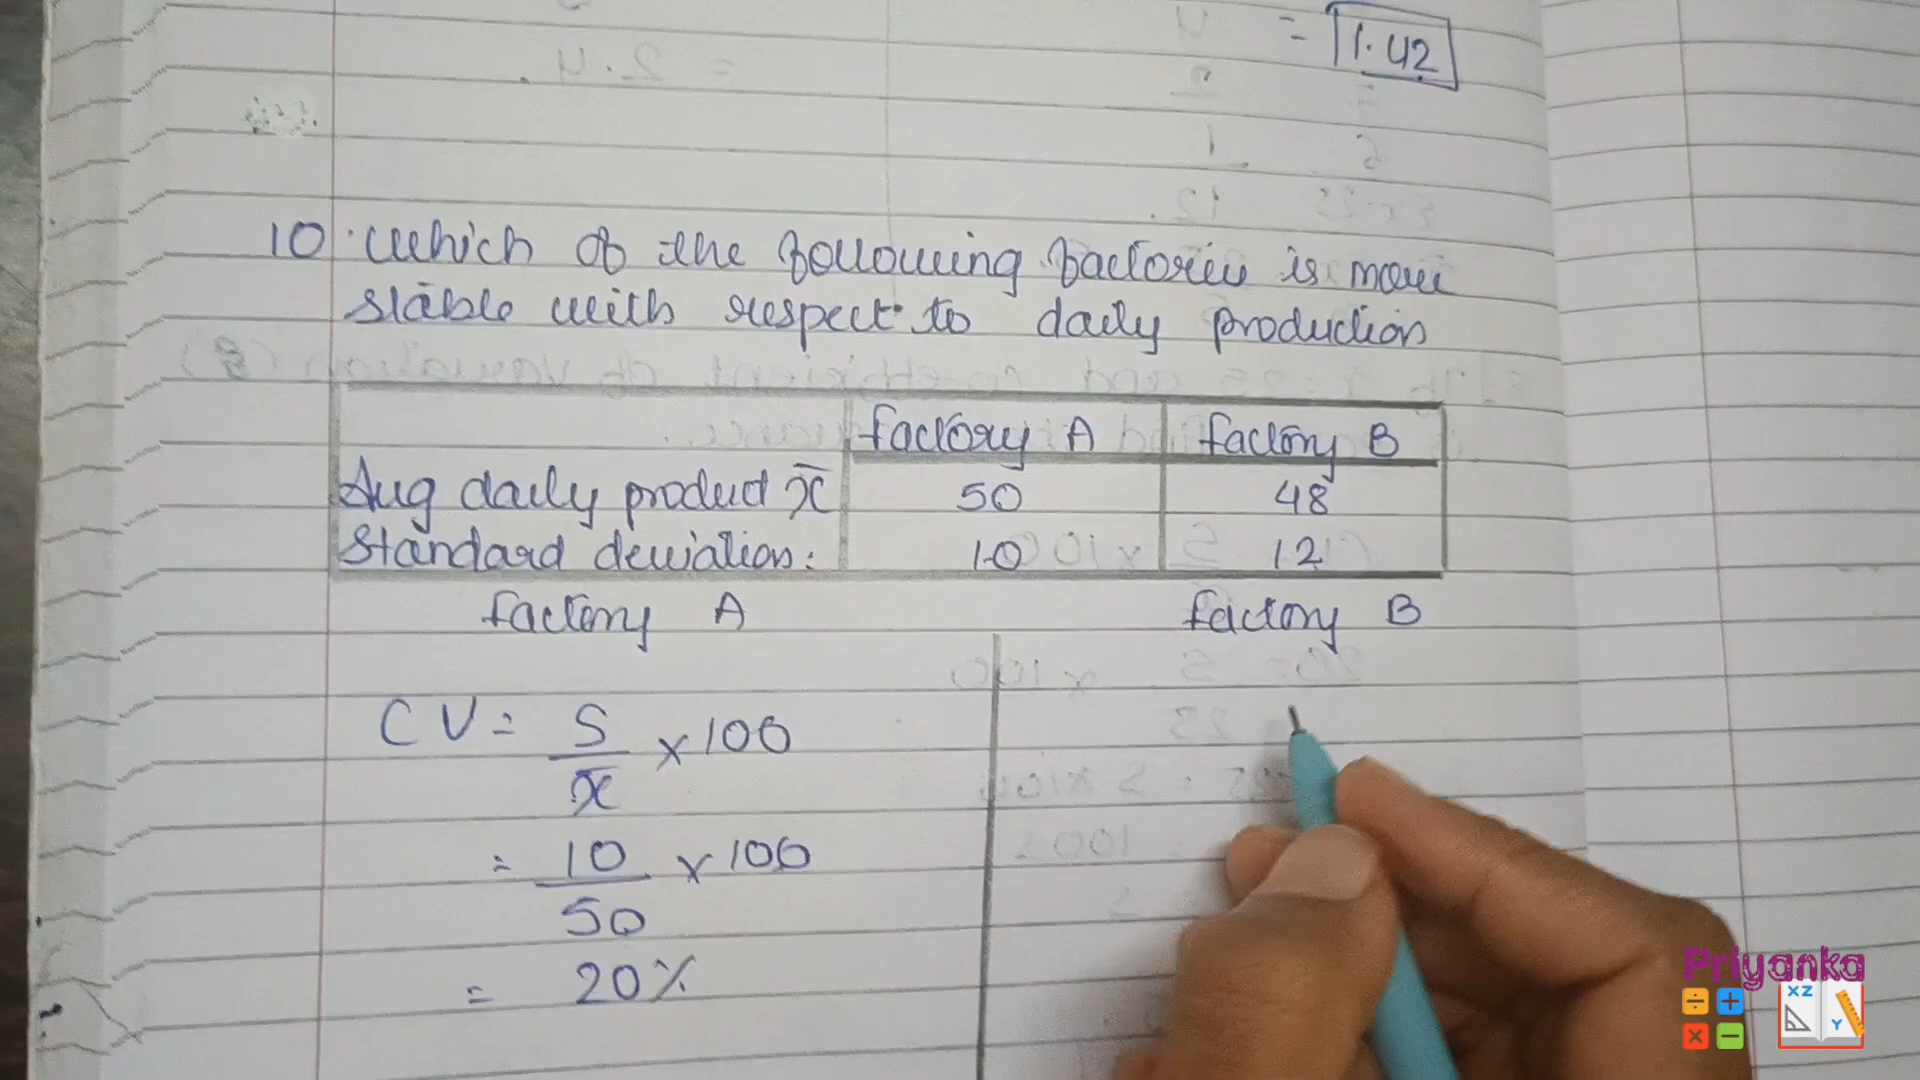 = 1.42
10. Which of the following factories is more
stable with respect to daily production
factory A factory B
Avg daily product x̄ 50 48
Standard deviation: 10 12
factory A factory B
CV = S/x̄ × 100
= 10/50 × 100
= 20%
Priyanka
XZ
Y